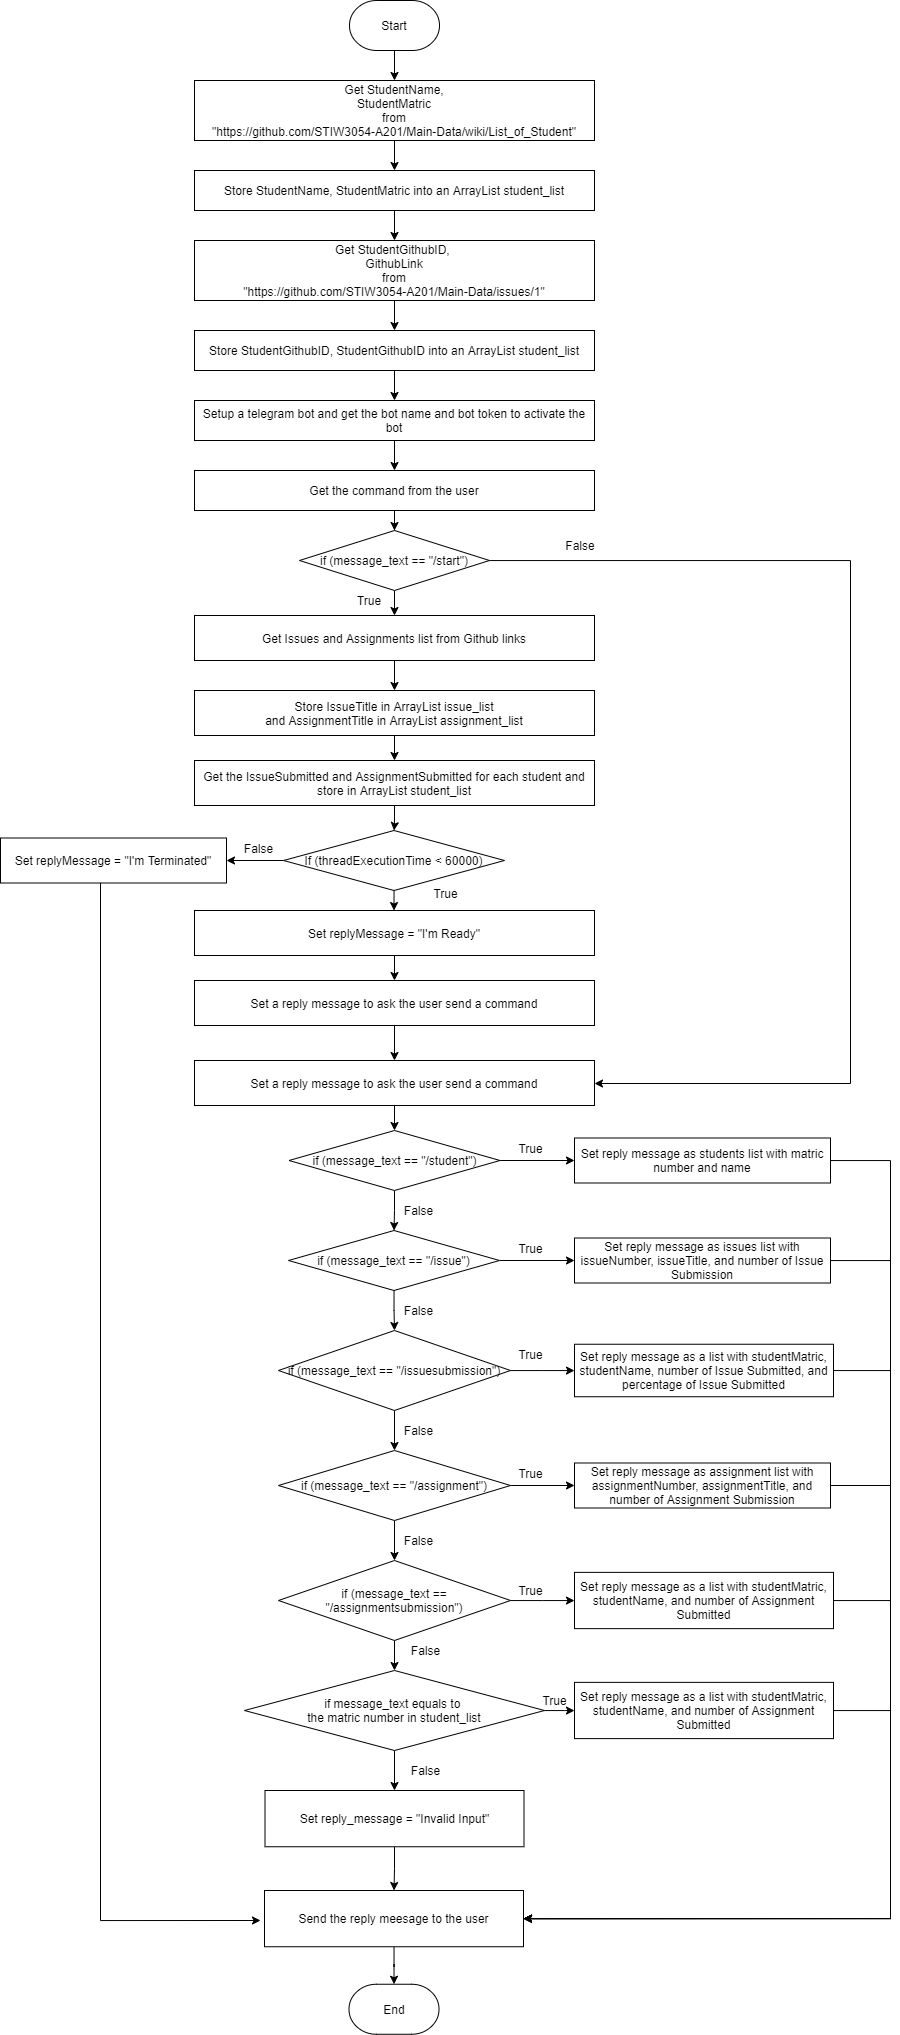 Start
Get StudentName,
StudentMatric
from
"https://github.com/STIW3054-A201/Main-Data/wiki/List_of_Student"
Store StudentName, StudentMatric into an ArrayList student_list
Get StudentGithubID,
GithubLink
from
"https://github.com/STIW3054-A201/Main-Data/issues/1"
Store StudentGithubID, StudentGithubID into an ArrayList student_list
Setup a telegram bot and get the bot name and bot token to activate the
bot
Get the command from the user
if (message_text == "/start")
False
True
Get Issues and Assignments list from Github links
Store IssueTitle in ArrayList issue_list
and AssignmentTitle in ArrayList assignment_list
Get the IssueSubmitted and AssignmentSubmitted for each student and
store in ArrayList student_list
if (threadExecutionTime < 60000)
False
Set replyMessage = "I'm Terminated"
True
Set replyMessage = "I'm Ready"
Set a reply message to ask the user send a command
Set a reply message to ask the user send a command
if (message_text == "/student")
True
Set reply message as students list with matric
number and name
False
if (message_text == "/issue")
True
Set reply message as issues list with
issueNumber, issueTitle, and number of Issue
Submission
False
if (message_text == "/issuesubmission")
True
Set reply message as a list with studentMatric,
studentName, number of Issue Submitted, and
percentage of Issue Submitted
False
if (message_text == "/assignment")
True
Set reply message as assignment list with
assignmentNumber, assignmentTitle, and
number of Assignment Submission
False
if (message_text ==
"/assignmentsubmission")
True
Set reply message as a list with studentMatric,
studentName, and number of Assignment
Submitted
False
if message_text equals to
the matric number in student_list
True
Set reply message as a list with studentMatric,
studentName, and number of Assignment
Submitted
False
Set reply_message = "Invalid Input"
Send the reply meesage to the user
End